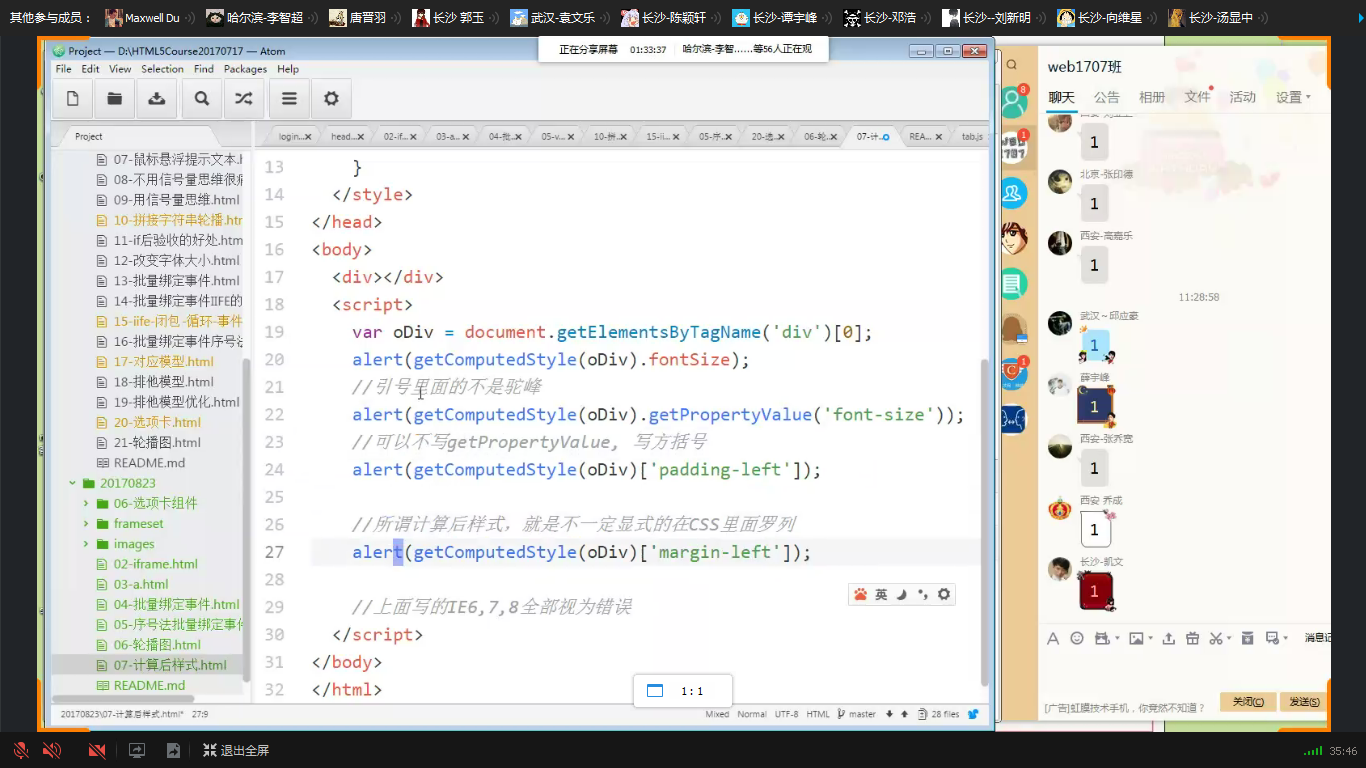 其他参与成员：
Maxwell Du
哈尔滨-李智超
唐晋羽
长沙 郭玉
武汉-袁文乐
长沙-陈颖轩
长沙-谭宇峰
长沙-邓浩
长沙--刘新明
长沙-向维星
长沙-汤显中
Project — D:\HTML5Course20170717 — Atom
正在分享屏幕 01:33:37 哈尔滨-李智......等56人正在观
File Edit View Selection Find Packages Help
Project
login...
head...
02-if...
03-a...
04-批...
05-v...
10-拼...
15-ii...
05-序...
20-选...
06-轮...
07-计...
REA...
tab.js
07-鼠标悬浮提示文本.h
08-不用信号量思维很麻
09-用信号量思维.html
10-拼接字符串轮播.htm
11-if后验收的好处.htm
12-改变字体大小.html
13-批量绑定事件.html
14-批量绑定事件IIFE的
15-iife-闭包-循环-事件
16-批量绑定事件序号法
17-对应模型.html
18-排他模型.html
19-排他模型优化.html
20-选项卡.html
21-轮播图.html
README.md
20170823
06-选项卡组件
frameset
images
02-iframe.html
03-a.html
04-批量绑定事件.html
05-序号法批量绑定事件
06-轮播图.html
07-计算后样式.html
README.md
13 }
14 </style>
15 </head>
16 <body>
17 <div></div>
18 <script>
19 var oDiv = document.getElementsByTagName('div')[0];
20 alert(getComputedStyle(oDiv).fontSize);
21 //引号里面的不是驼峰
22 alert(getComputedStyle(oDiv).getPropertyValue('font-size'));
23 //可以不写getPropertyValue, 写方括号
24 alert(getComputedStyle(oDiv)['padding-left']);
25
26 //所谓计算后样式，就是不一定显式的在CSS里面罗列
27 alert(getComputedStyle(oDiv)['margin-left']);
28
29 //上面写的IE6,7,8全部视为错误
30 </script>
31 </body>
32 </html>
英
1:1
20170823\07-计算后样式.html* 27:9
Mixed Normal UTF-8 HTML master 28 files
8
1
1
web1707班
聊天 公告 相册 文件 活动 设置
1
北京-张印德
1
西安-高嘉乐
1
11:28:58
武汉～邱应豪
1
薛宇峰
1
西安-张乔宽
1
西安 乔成
1
长沙-凯文
1
消息记
[广告]虹膜技术手机，你竟然不知道？
关闭(C) 发送(S)
退出全屏
35:46